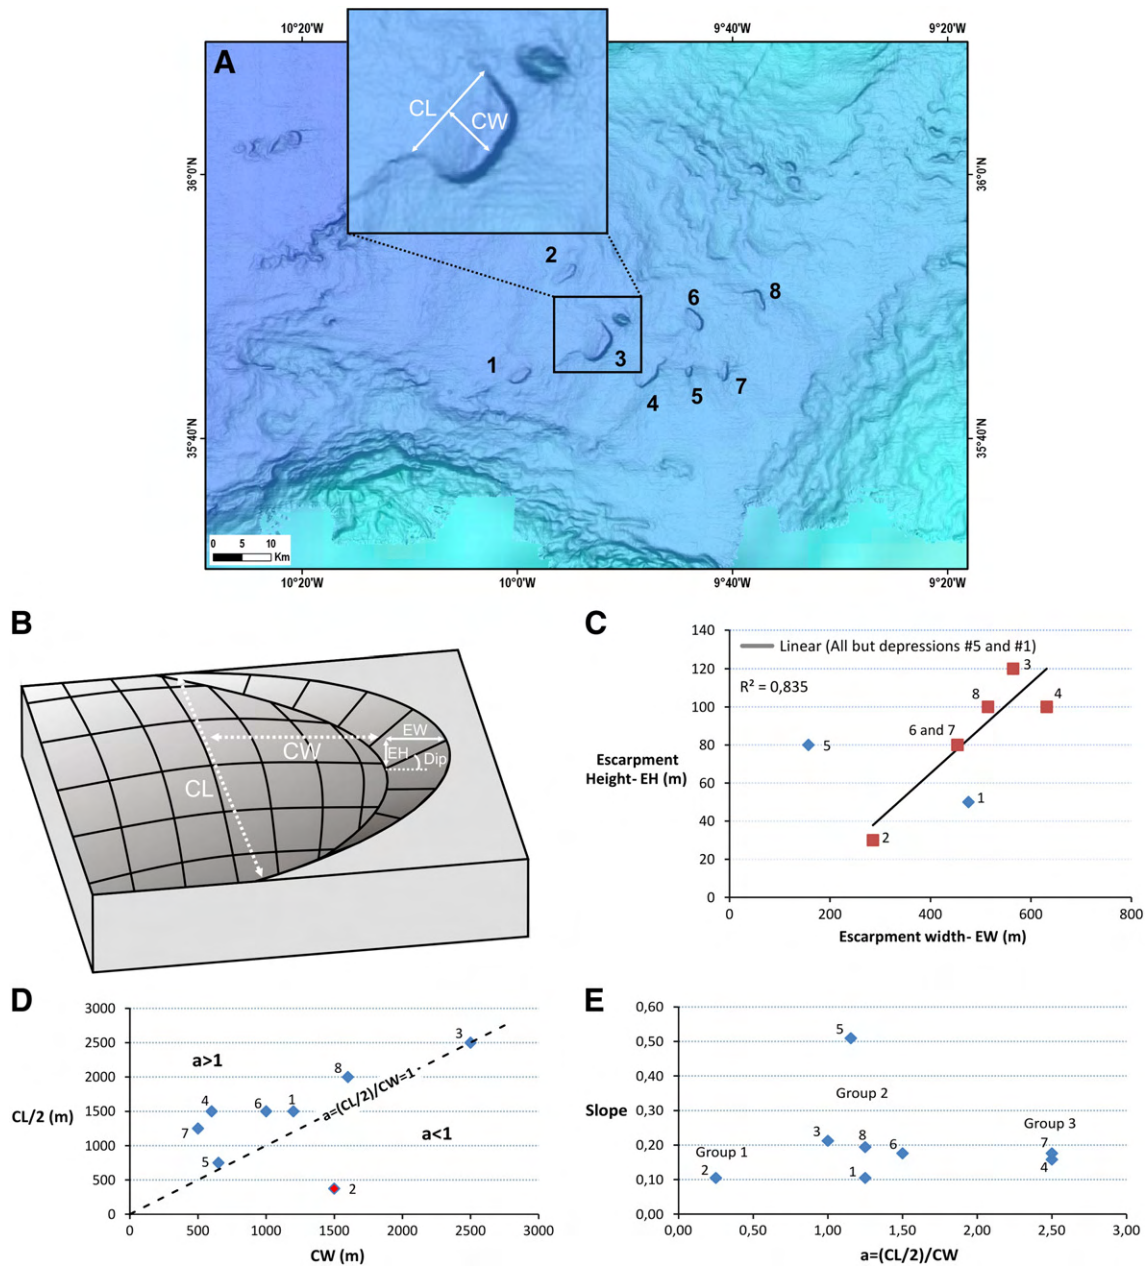 10°20'W
9°40'W
9°20'W
A
CL
CW
36°0'N
36°0'N
2
8
6
3
1
4
5
7
35°40'N
35°40'N
0 5 10
Km
10°20'W
10°0'W
9°40'W
9°20'W
B
EW
CW
EH
Dip
CL
C
140
Linear (All but depressions #5 and #1)
120
3
R² = 0,835
100
8
4
6 and 7
Escarpment
Height- EH (m)
80
5
60
1
40
2
20
0
0 200 400 600 800
Escarpment width- EW (m)
D
3000
2500
3
a>1
2000
8
CL/2 (m)
1500
4
6
1
a=(CL/2)/CW=1
7
1000
a<1
5
500
2
0
0 500 1000 1500 2000 2500 3000
CW (m)
E
0,60
5
0,50
0,40
Group 2
Slope
0,30
Group 3
3
8
6
7
0,20
Group 1
2
1
4
0,10
0,00
0,00 0,50 1,00 1,50 2,00 2,50 3,00
a=(CL/2)/CW